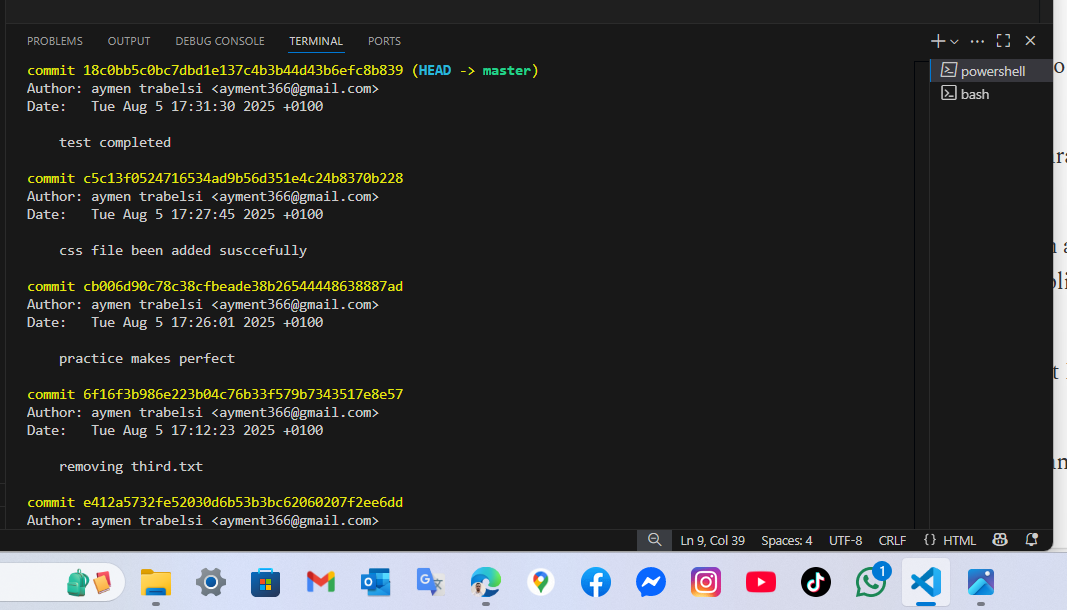 PROBLEMS OUTPUT DEBUG CONSOLE TERMINAL PORTS
powershell
bash
commit 18c0bb5c0bc7dbd1e137c4b3b44d43b6efc8b839 (HEAD -> master)
Author: aymen trabelsi <ayment366@gmail.com>
Date:   Tue Aug 5 17:31:30 2025 +0100
test completed
commit c5c13f0524716534ad9b56d351e4c24b8370b228
Author: aymen trabelsi <ayment366@gmail.com>
Date:   Tue Aug 5 17:27:45 2025 +0100
css file been added susccefully
commit cb006d90c78c38cfbeade38b26544448638887ad
Author: aymen trabelsi <ayment366@gmail.com>
Date:   Tue Aug 5 17:26:01 2025 +0100
practice makes perfect
commit 6f16f3b986e223b04c76b33f579b7343517e8e57
Author: aymen trabelsi <ayment366@gmail.com>
Date:   Tue Aug 5 17:12:23 2025 +0100
removing third.txt
commit e412a5732fe52030d6b53b3bc62060207f2ee6dd
Author: aymen trabelsi <ayment366@gmail.com>
Ln 9, Col 39 Spaces: 4 UTF-8 CRLF {} HTML
1